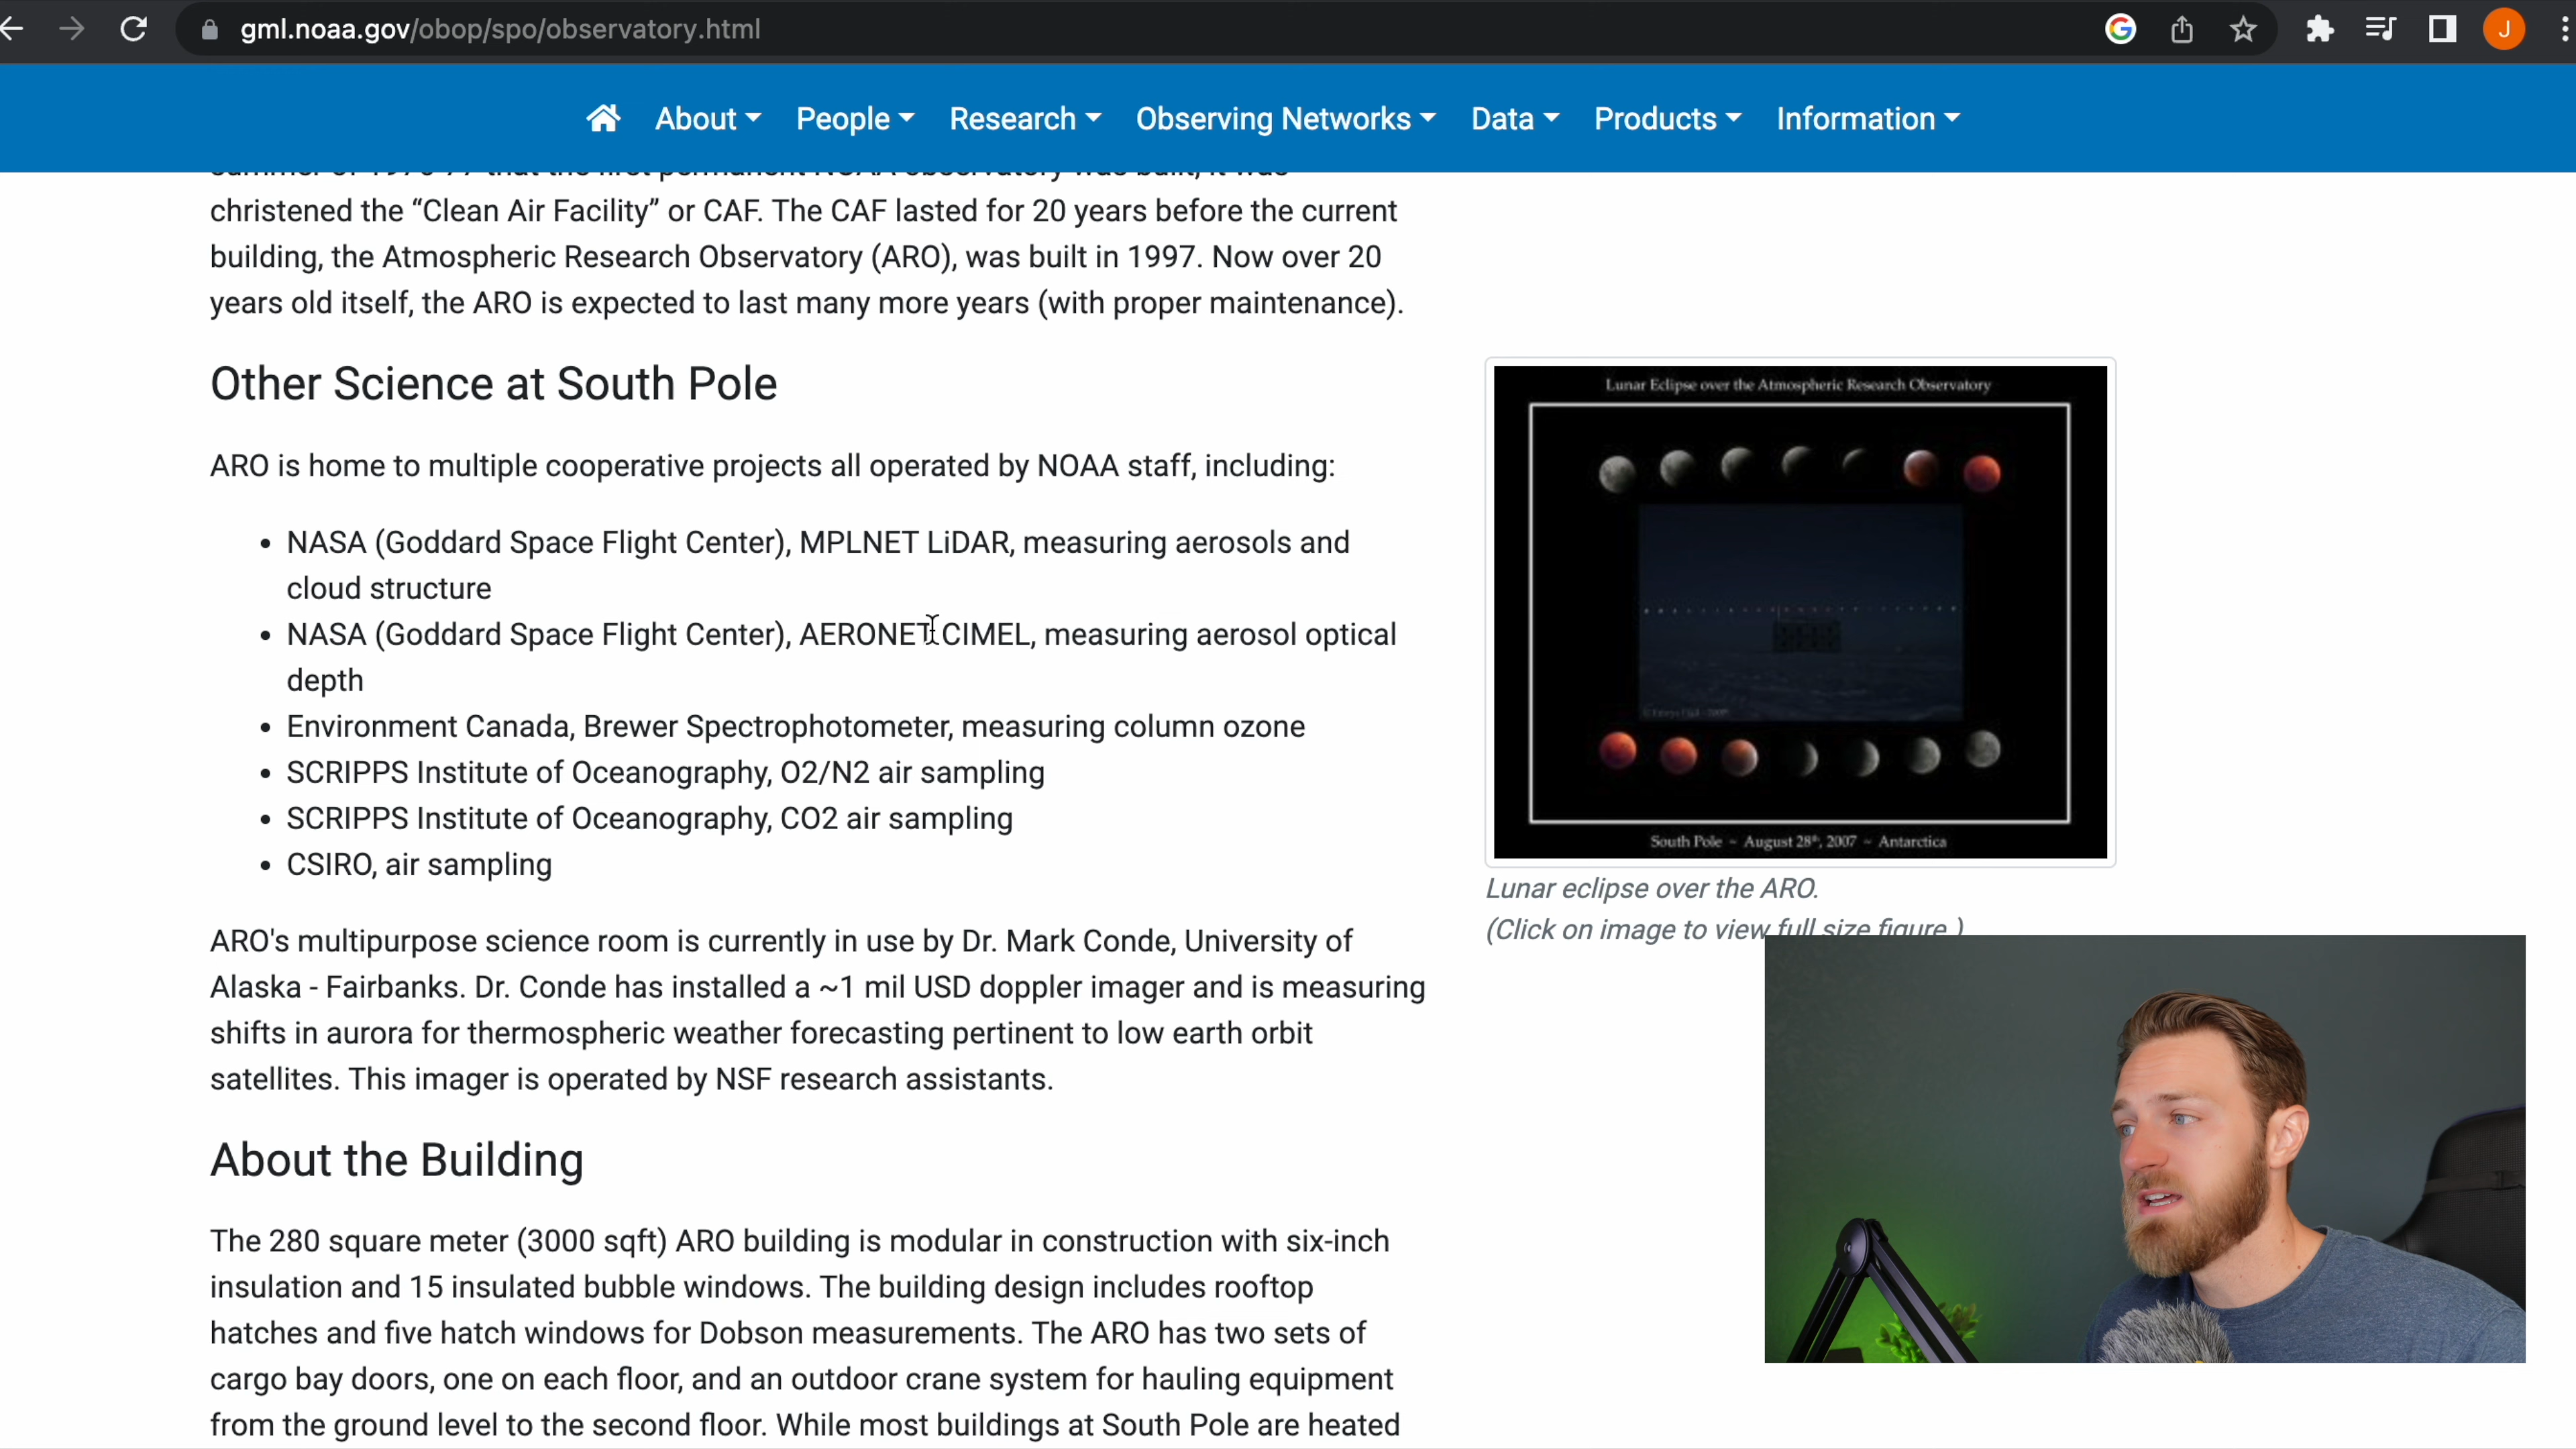 gml.noaa.gov/obop/spo/observatory.html
J
About
People
Research
Observing Networks
Data
Products
Information
summer of 1976-77 that the first permanent NOAA observatory was built, it was
christened the “Clean Air Facility” or CAF. The CAF lasted for 20 years before the current
building, the Atmospheric Research Observatory (ARO), was built in 1997. Now over 20
years old itself, the ARO is expected to last many more years (with proper maintenance).
Other Science at South Pole
ARO is home to multiple cooperative projects all operated by NOAA staff, including:
• NASA (Goddard Space Flight Center), MPLNET LiDAR, measuring aerosols and
cloud structure
• NASA (Goddard Space Flight Center), AERONET CIMEL, measuring aerosol optical
depth
• Environment Canada, Brewer Spectrophotometer, measuring column ozone
• SCRIPPS Institute of Oceanography, O2/N2 air sampling
• SCRIPPS Institute of Oceanography, CO2 air sampling
• CSIRO, air sampling
ARO's multipurpose science room is currently in use by Dr. Mark Conde, University of
Alaska - Fairbanks. Dr. Conde has installed a ~1 mil USD doppler imager and is measuring
shifts in aurora for thermospheric weather forecasting pertinent to low earth orbit
satellites. This imager is operated by NSF research assistants.
About the Building
The 280 square meter (3000 sqft) ARO building is modular in construction with six-inch
insulation and 15 insulated bubble windows. The building design includes rooftop
hatches and five hatch windows for Dobson measurements. The ARO has two sets of
cargo bay doors, one on each floor, and an outdoor crane system for hauling equipment
from the ground level to the second floor. While most buildings at South Pole are heated
Lunar Eclipse over the Atmospheric Research Observatory
South Pole ~ August 28th, 2007 ~ Antarctica
Lunar eclipse over the ARO.
(Click on image to view full size figure.)